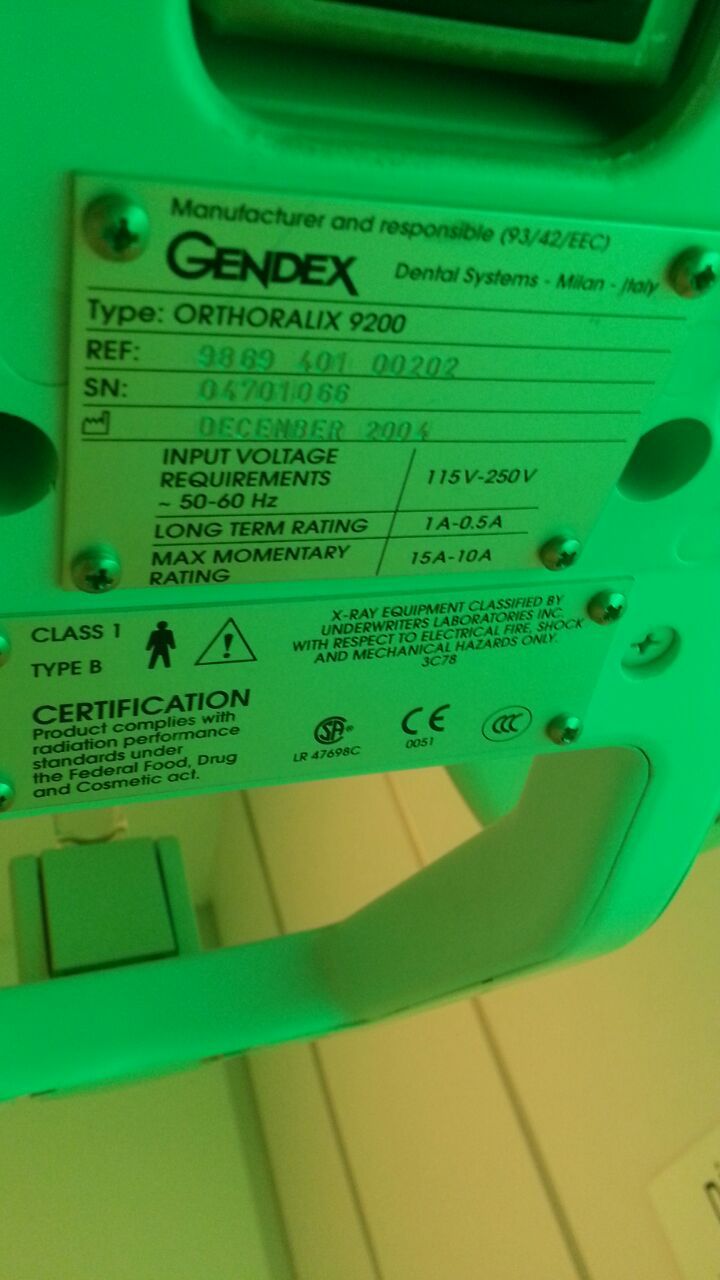 Manufacturer and responsible (93/42/EEC)
GENDEX Dental Systems - Milan - Italy
Type: ORTHORALIX 9200
REF: 9869 401 00202
SN: 04701066
DECEMBER 2004
INPUT VOLTAGE
REQUIREMENTS 115V-250V
~ 50-60 Hz
LONG TERM RATING 1A-0.5A
MAX MOMENTARY 15A-10A
RATING
CLASS 1
TYPE B
X-RAY EQUIPMENT CLASSIFIED BY
UNDERWRITERS LABORATORIES INC.
WITH RESPECT TO ELECTRICAL FIRE, SHOCK
AND MECHANICAL HAZARDS ONLY.
3C78
CERTIFICATION
Product complies with
radiation performance
standards under
the Federal Food, Drug
and Cosmetic act.
SA ®
LR 47698C
CE
0051
CCC